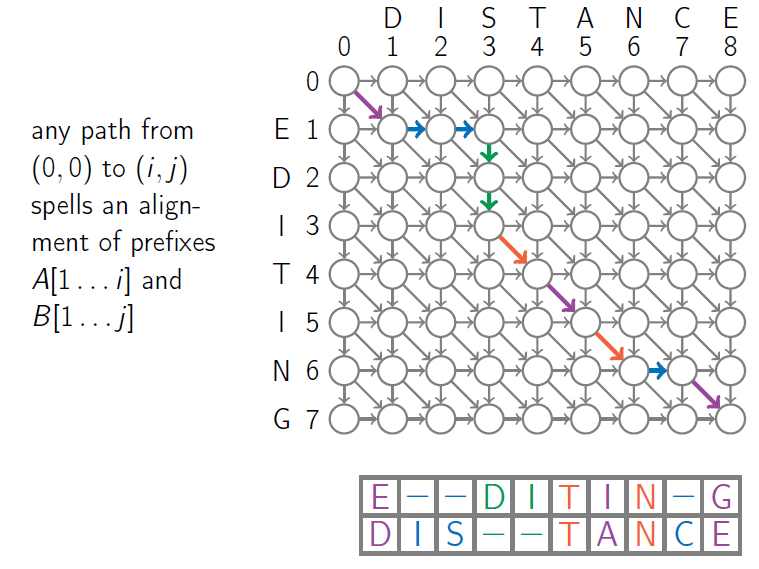 D I S T A N C E
0 1 2 3 4 5 6 7 8
0
E 1
D 2
I 3
T 4
I 5
N 6
G 7
any path from
(0, 0) to (i, j)
spells an align-
ment of prefixes
A[1 . . . i] and
B[1 . . . j]
E – – D I T I N – G
D I S – – T A N C E